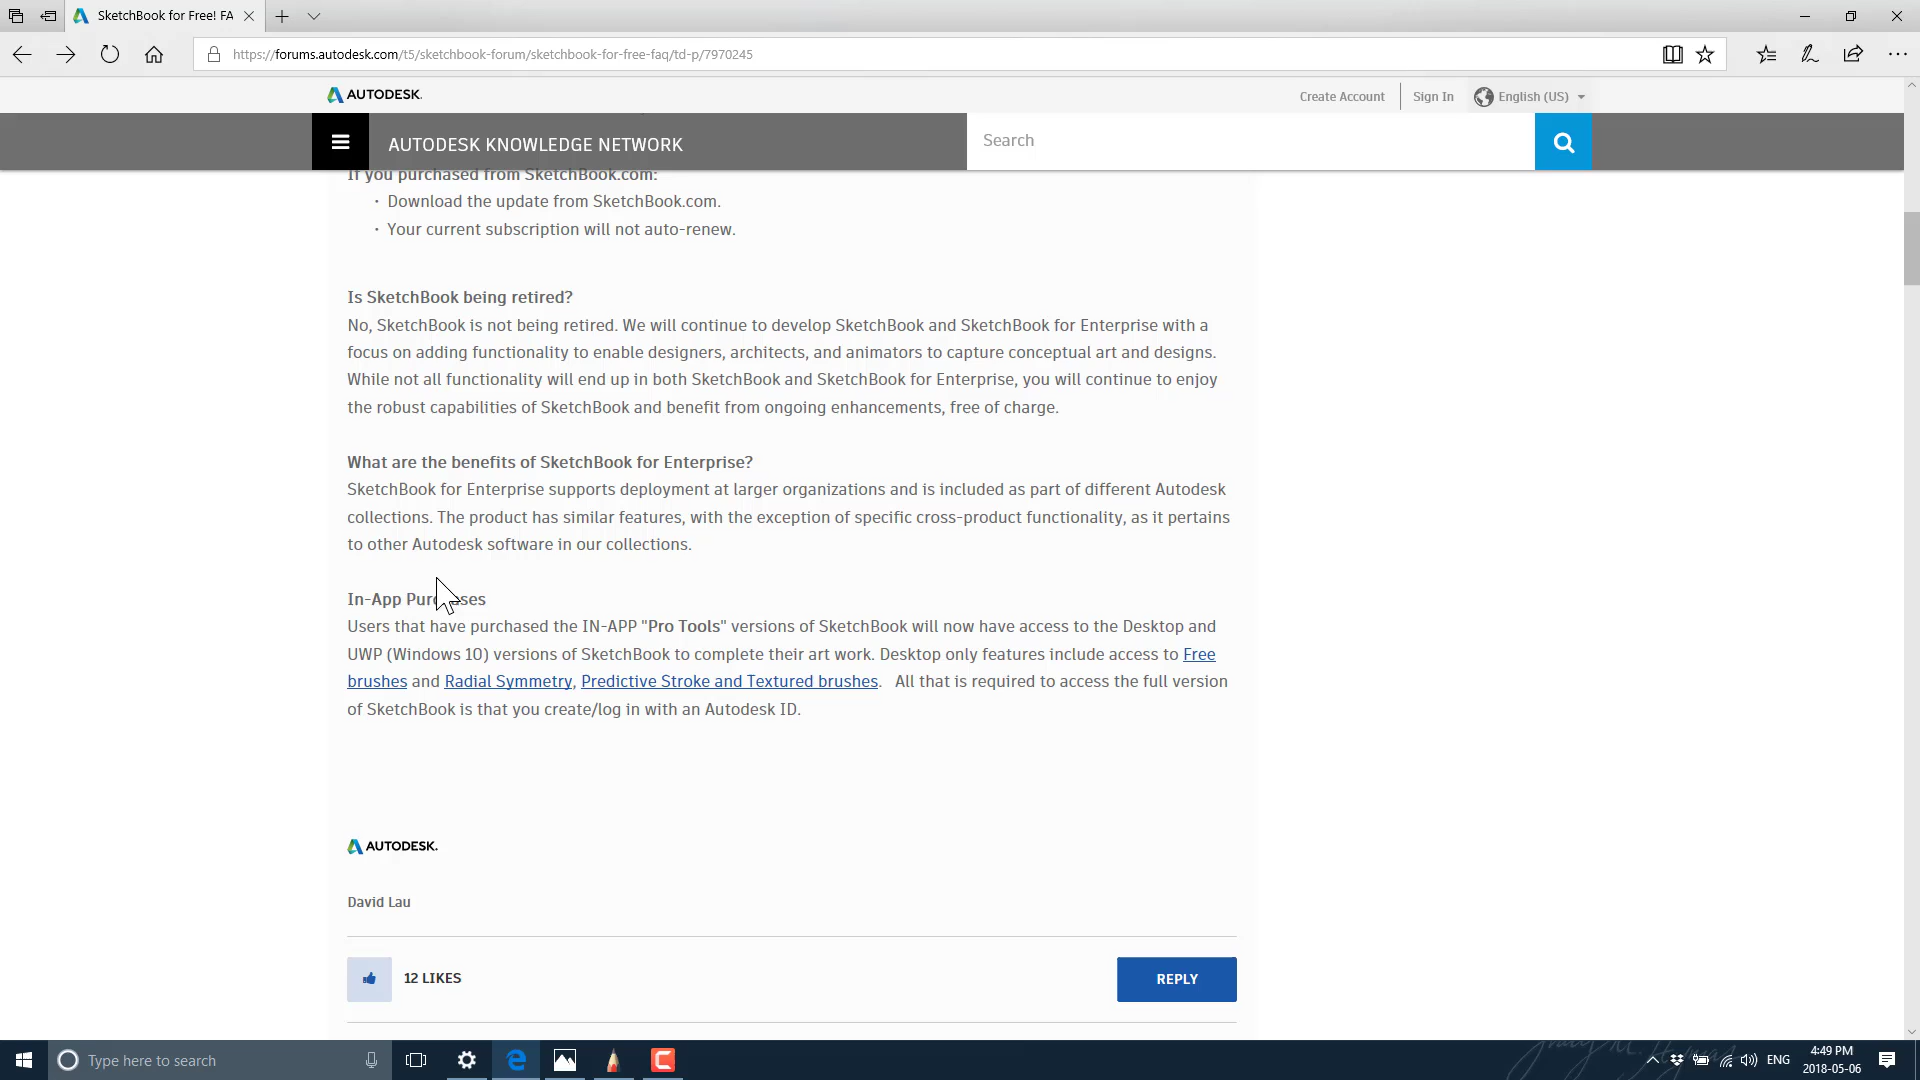 SketchBook for Free! FA
https://forums.autodesk.com/t5/sketchbook-forum/sketchbook-for-free-faq/td-p/7970245
AUTODESK.
Create Account
Sign In
English (US)
AUTODESK KNOWLEDGE NETWORK
Search
If you purchased from SketchBook.com:
· Download the update from SketchBook.com.
· Your current subscription will not auto-renew.
Is SketchBook being retired?
No, SketchBook is not being retired. We will continue to develop SketchBook and SketchBook for Enterprise with a
focus on adding functionality to enable designers, architects, and animators to capture conceptual art and designs.
While not all functionality will end up in both SketchBook and SketchBook for Enterprise, you will continue to enjoy
the robust capabilities of SketchBook and benefit from ongoing enhancements, free of charge.
What are the benefits of SketchBook for Enterprise?
SketchBook for Enterprise supports deployment at larger organizations and is included as part of different Autodesk
collections. The product has similar features, with the exception of specific cross-product functionality, as it pertains
to other Autodesk software in our collections.
In-App Purchases
Users that have purchased the IN-APP "Pro Tools" versions of SketchBook will now have access to the Desktop and
UWP (Windows 10) versions of SketchBook to complete their art work. Desktop only features include access to Free
brushes and Radial Symmetry, Predictive Stroke and Textured brushes. All that is required to access the full version
of SketchBook is that you create/log in with an Autodesk ID.
AUTODESK.
David Lau
12 LIKES
REPLY
Type here to search
ENG
4:49 PM
2018-05-06